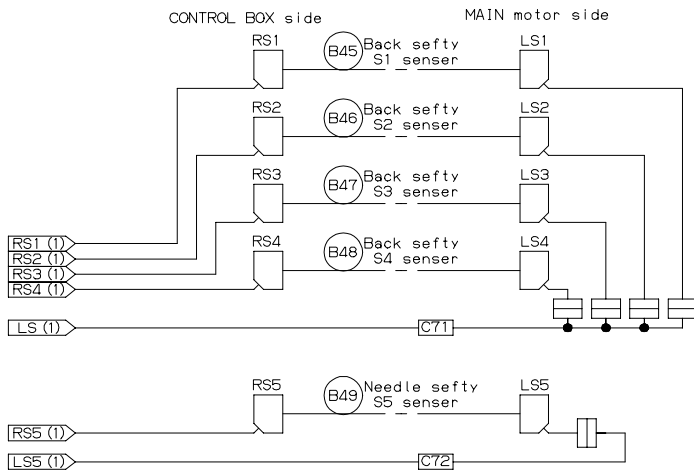 CONTROL BOX side
MAIN motor side
RS1
B45
Back sefty
S1 senser
LS1
RS2
B46
Back sefty
S2 senser
LS2
RS3
B47
Back sefty
S3 senser
LS3
RS4
B48
Back sefty
S4 senser
LS4
RS1 (1)
RS2 (1)
RS3 (1)
RS4 (1)
LS (1)
C71
RS5
B49
Needle sefty
S5 senser
LS5
RS5 (1)
LS5 (1)
C72